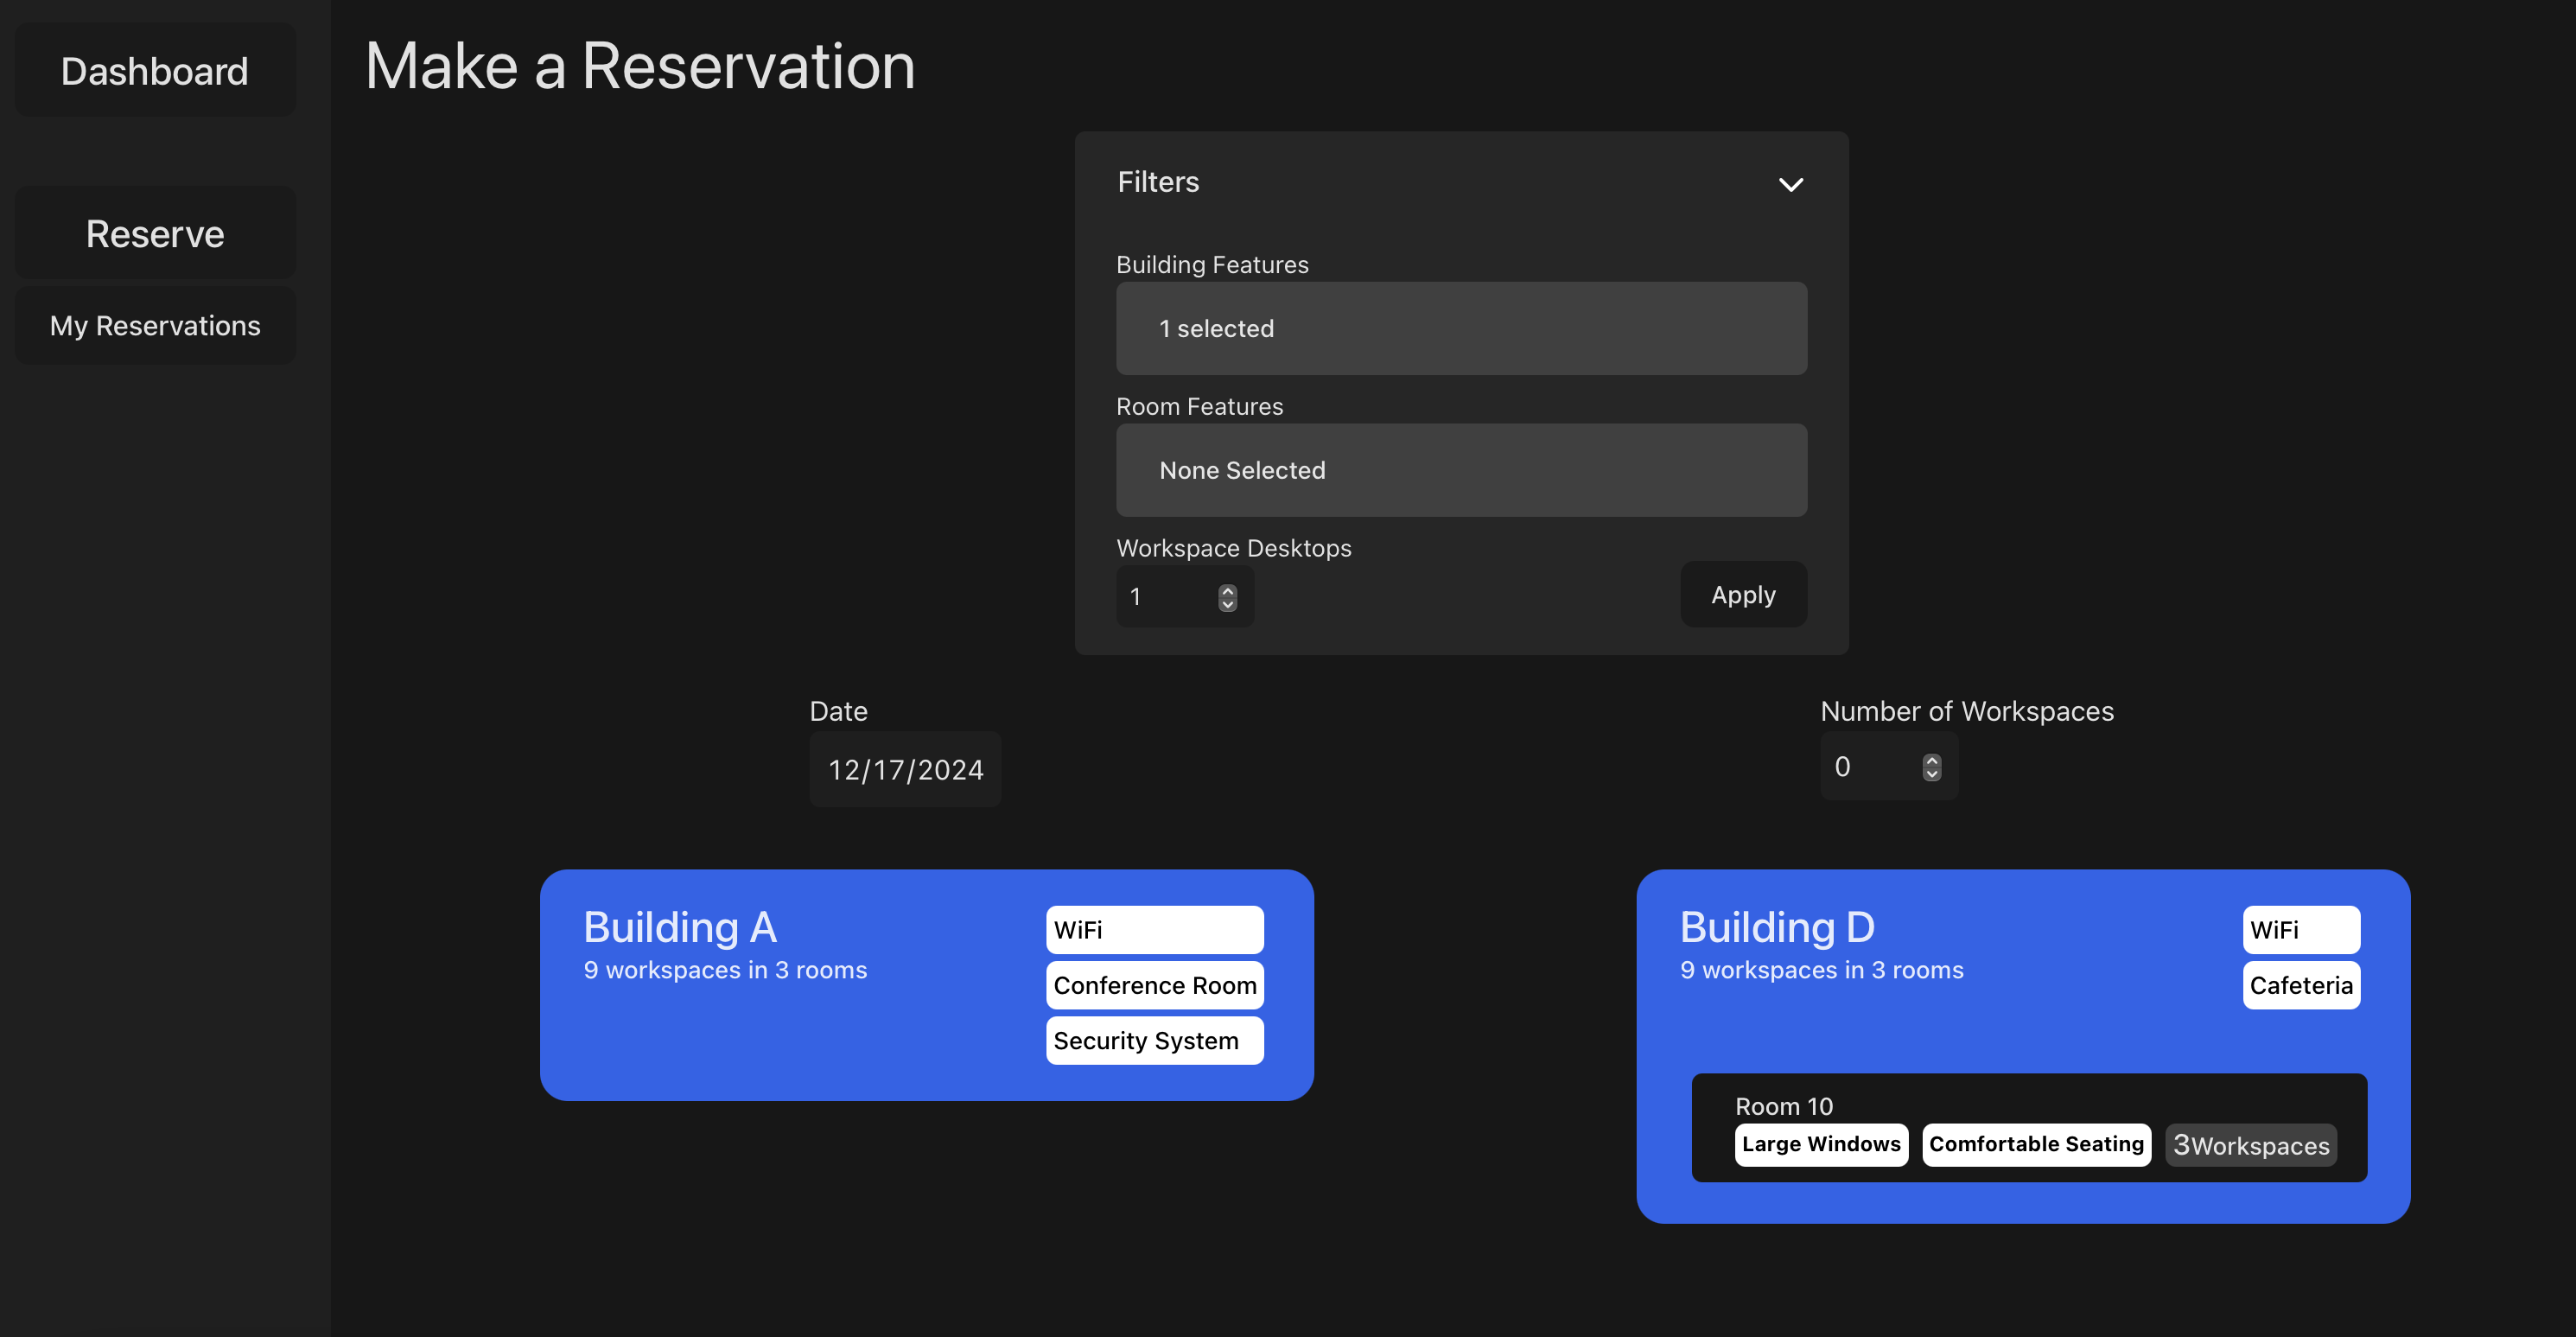 Dashboard
Reserve
My Reservations
Make a Reservation
Filters
Building Features
1 selected
Room Features
None Selected
Workspace Desktops
1
Apply
Date
12/17/2024
Number of Workspaces
0
Building A
9 workspaces in 3 rooms
WiFi
Conference Room
Security System
Building D
9 workspaces in 3 rooms
WiFi
Cafeteria
Room 10
Large Windows Comfortable Seating 3Workspaces